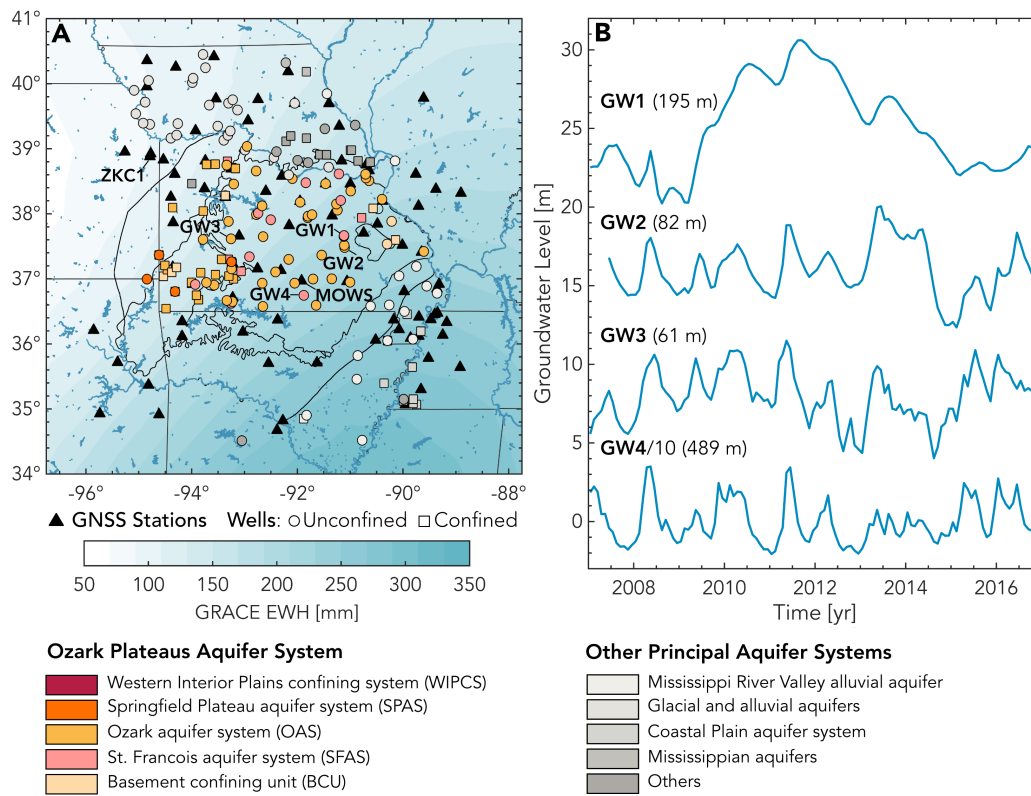 A
41°
40°
39°
38°
37°
36°
35°
34°
ZKC1
GW3
GW1
GW2
GW4
MOWS
-96 -94 -92 -90 -88
▲ GNSS Stations Wells: ○ Unconfined □ Confined
50 100 150 200 250 300 350
GRACE EWH [mm]
B
Groundwater Level [m]
30
25
20
15
10
5
0
GW1 (195 m)
GW2 (82 m)
GW3 (61 m)
GW4/10 (489 m)
2008 2010 2012 2014 2016
Time [yr]
Ozark Plateaus Aquifer System
Western Interior Plains confining system (WIPCS)
Springfield Plateau aquifer system (SPAS)
Ozark aquifer system (OAS)
St. Francois aquifer system (SFAS)
Basement confining unit (BCU)
Other Principal Aquifer Systems
Mississippi River Valley alluvial aquifer
Glacial and alluvial aquifers
Coastal Plain aquifer system
Mississippian aquifers
Others